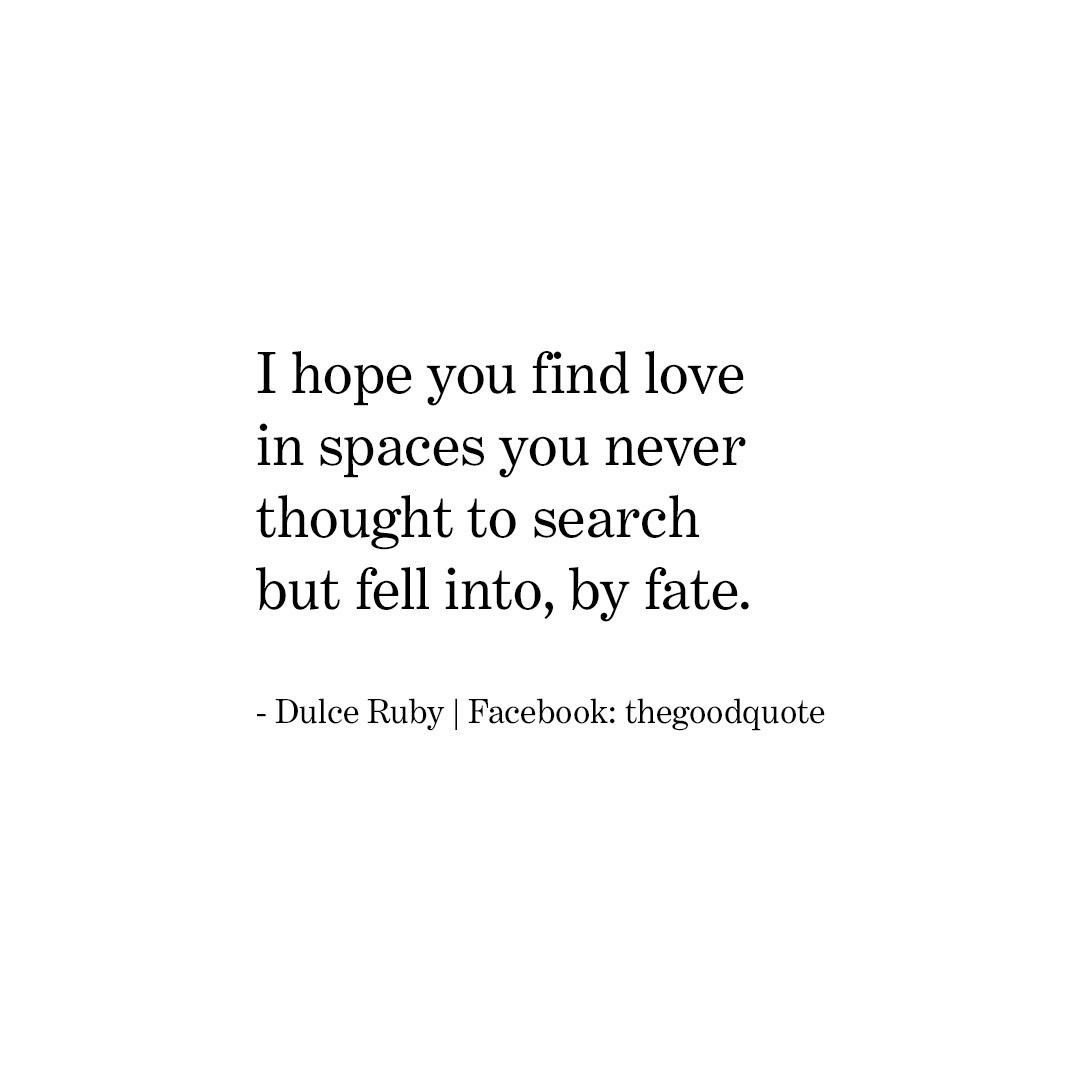 I hope you find love
in spaces you never
thought to search
but fell into, by fate.
- Dulce Ruby | Facebook: thegoodquote